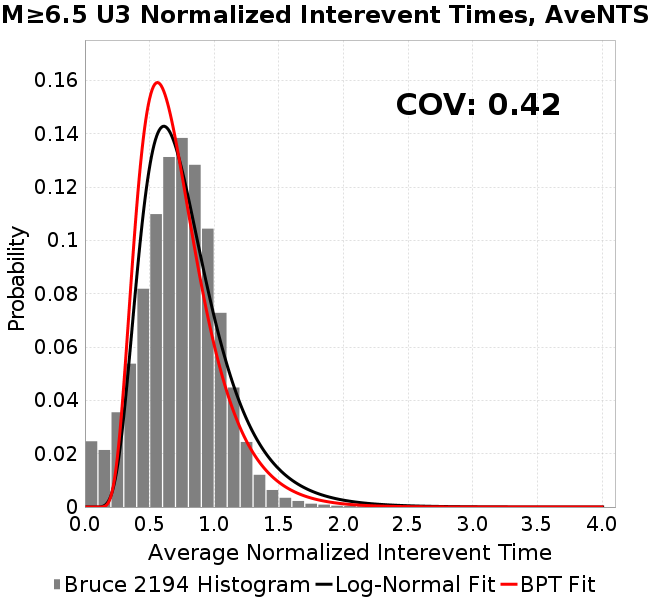 M≥6.5 U3 Normalized Interevent Times, AveNTS
COV: 0.42
0.16
0.14
0.12
0.1
0.08
0.06
0.04
0.02
0
Probability
0.0 0.5 1.0 1.5 2.0 2.5 3.0 3.5 4.0
Average Normalized Interevent Time
Bruce 2194 Histogram Log-Normal Fit BPT Fit